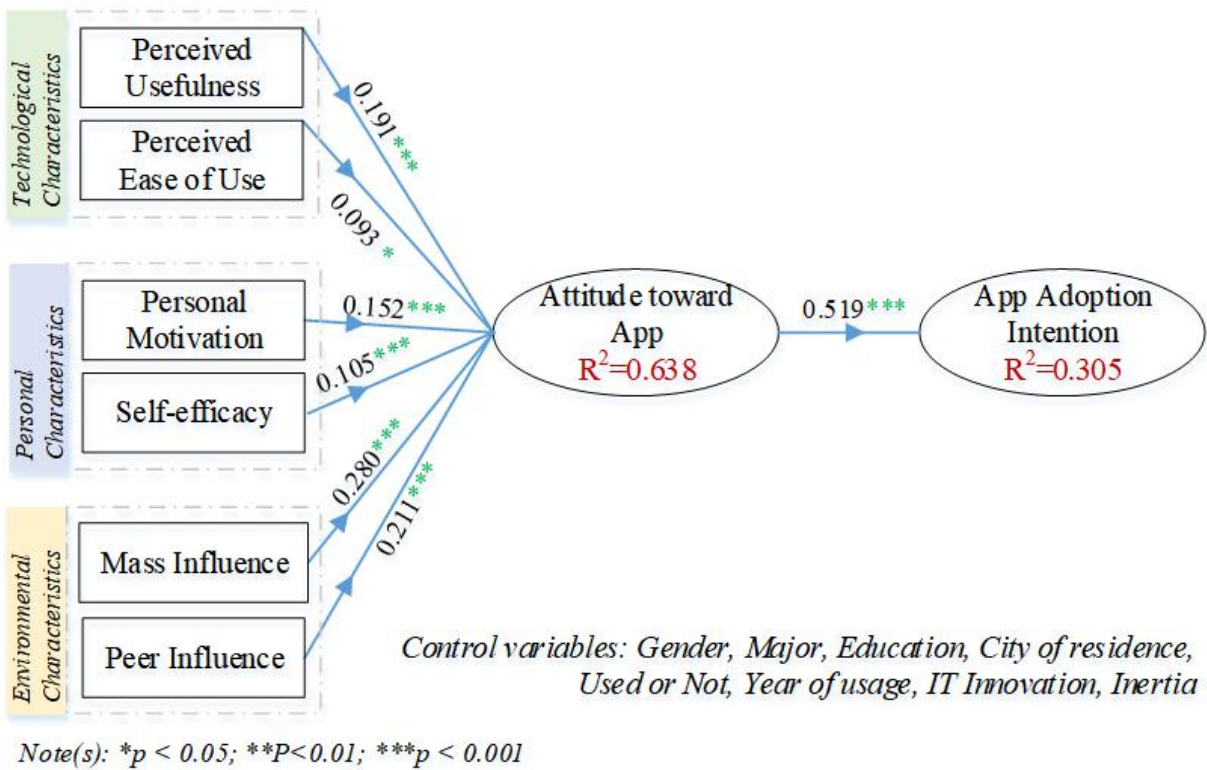 Technological
Characteristics
Perceived
Usefulness
Perceived
Ease of Use
0.191***
0.093 *
Personal
Characteristics
Personal
Motivation
Self-efficacy
0.152***
0.105***
Environmental
Characteristics
Mass Influence
Peer Influence
0.280***
0.211***
Attitude toward
App
R²=0.638
0.519***
App Adoption
Intention
R²=0.305
Control variables: Gender, Major, Education, City of residence,
Used or Not, Year of usage, IT Innovation, Inertia
Note(s): *p < 0.05; **P<0.01; ***p < 0.001